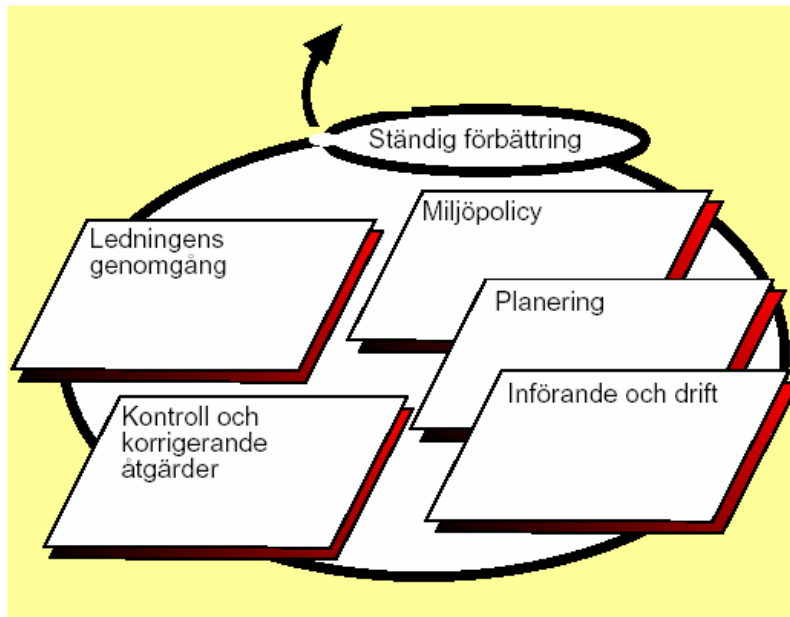 Ständig förbättring
Miljöpolicy
Ledningens
genomgång
Planering
Införande och drift
Kontroll och
korrigerande
åtgärder